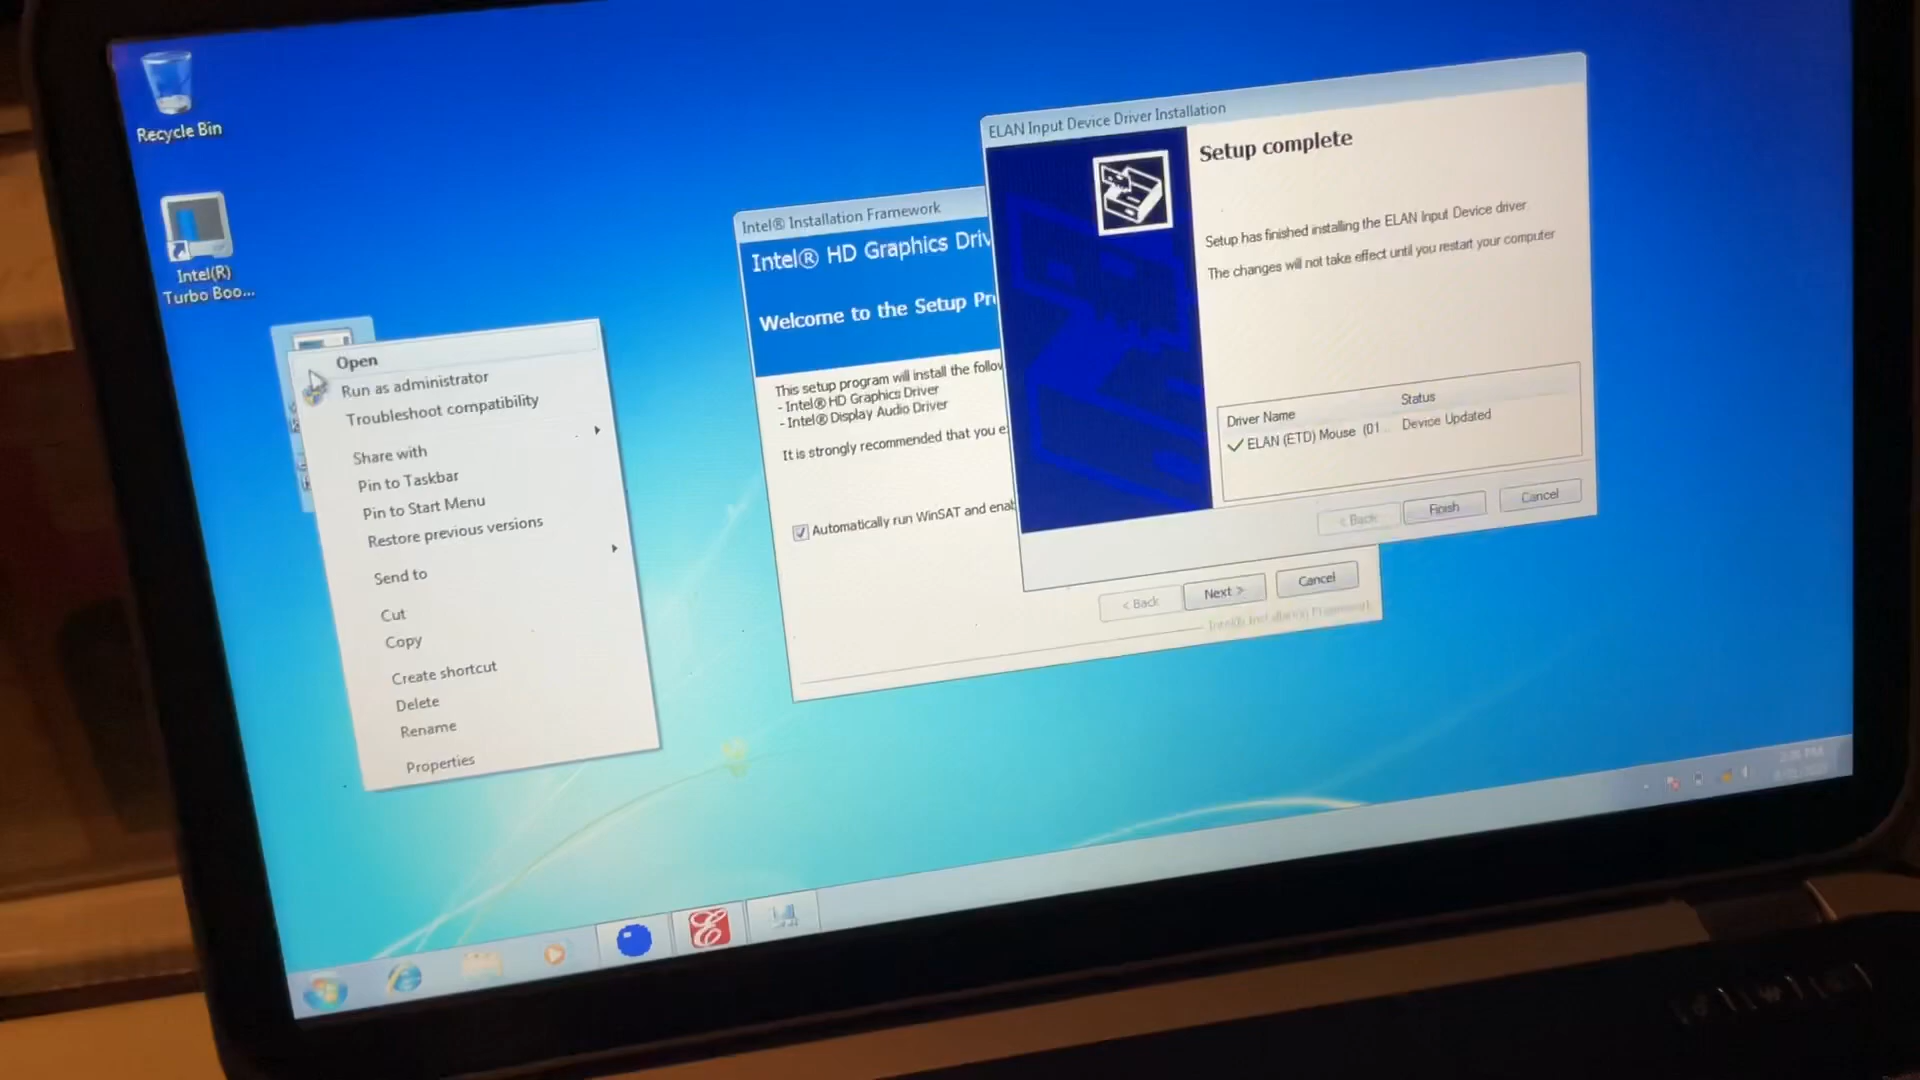 Recycle Bin
Intel(R)
Turbo Boo...
Open
Run as administrator
Troubleshoot compatibility
Share with
Pin to Taskbar
Pin to Start Menu
Restore previous versions
Send to
Cut
Copy
Create shortcut
Delete
Rename
Properties
Intel® Installation Framework
Intel® HD Graphics Driv
Welcome to the Setup Pr
This setup program will install the follow
- Intel® HD Graphics Driver
- Intel® Display Audio Driver
It is strongly recommended that you e
Automatically run WinSAT and enab
< Back
Next >
Cancel
Intel® Installation Framework
ELAN Input Device Driver Installation
Setup complete
Setup has finished installing the ELAN Input Device driver
The changes will not take effect until you restart your computer
Driver Name
Status
ELAN (ETD) Mouse (01...
Device Updated
< Back
Finish
Cancel